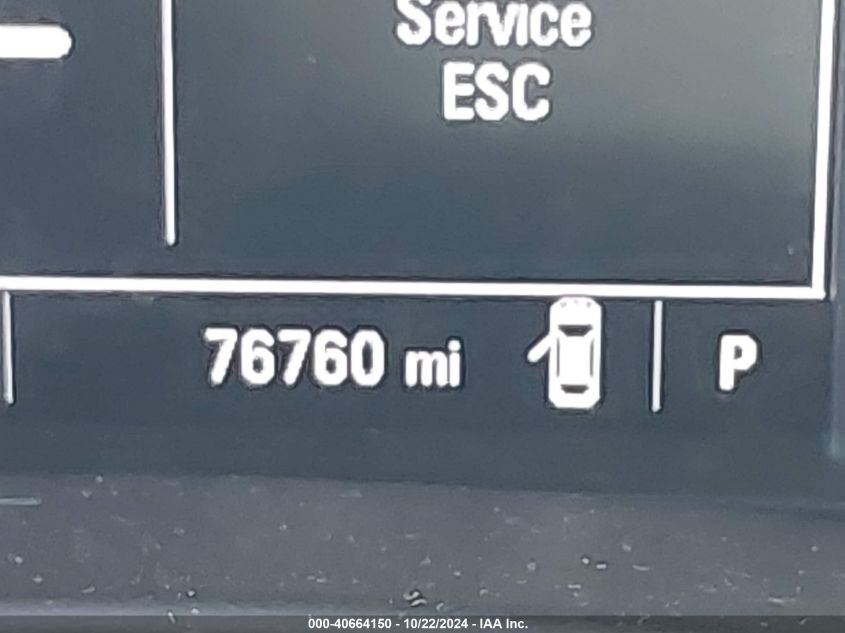 Service
ESC
76760 mi
P
000-40664150 - 10/22/2024 - IAA Inc.